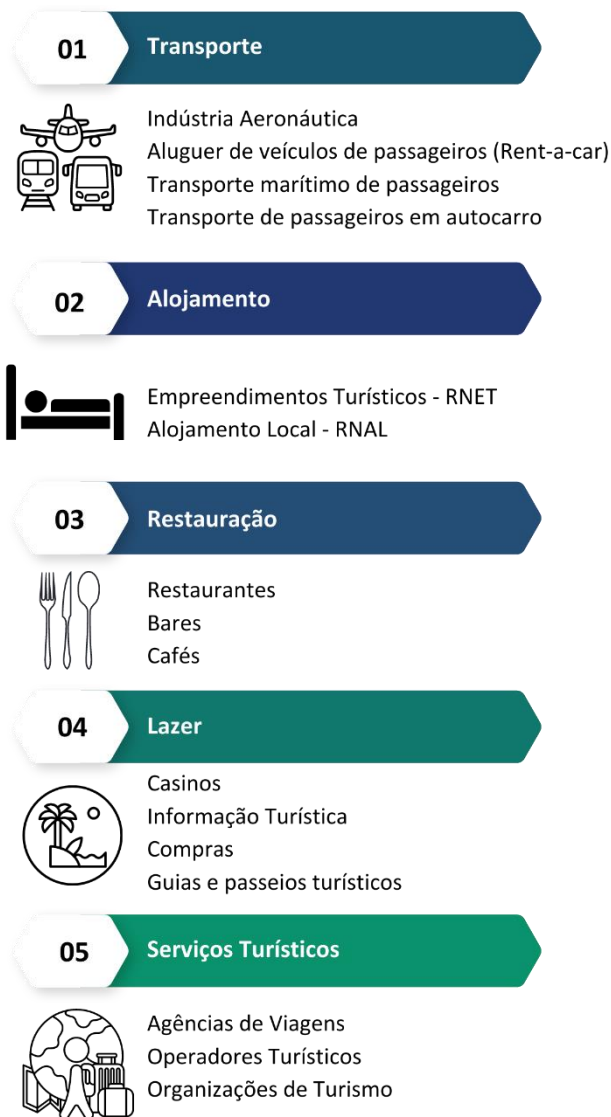 01
Transporte
Indústria Aeronáutica
Aluguer de veículos de passageiros (Rent-a-car)
Transporte marítimo de passageiros
Transporte de passageiros em autocarro
02
Alojamento
Empreendimentos Turísticos - RNET
Alojamento Local - RNAL
03
Restauração
Restaurantes
Bares
Cafés
04
Lazer
Casinos
Informação Turística
Compras
Guias e passeios turísticos
05
Serviços Turísticos
Agências de Viagens
Operadores Turísticos
Organizações de Turismo